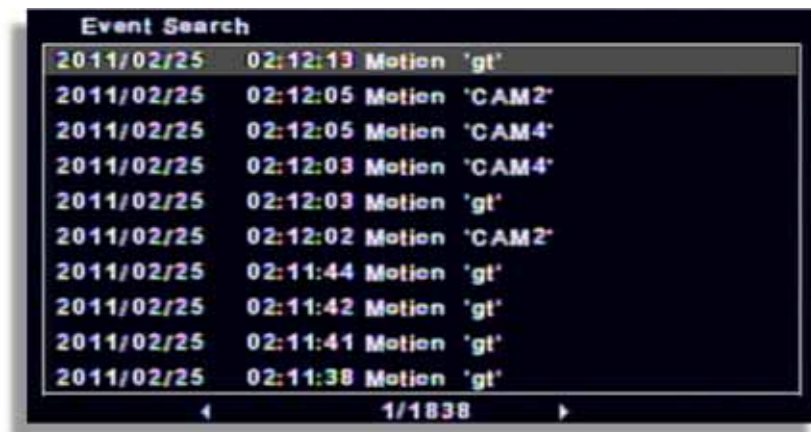 Event Search
2011/02/25 02:12:13 Motion 'gt'
2011/02/25 02:12:05 Motion 'CAM2'
2011/02/25 02:12:05 Motion 'CAM4'
2011/02/25 02:12:03 Motion 'CAM4'
2011/02/25 02:12:03 Motion 'gt'
2011/02/25 02:12:02 Motion 'CAM2'
2011/02/25 02:11:44 Motion 'gt'
2011/02/25 02:11:42 Motion 'gt'
2011/02/25 02:11:41 Motion 'gt'
2011/02/25 02:11:38 Motion 'gt'
1/1838